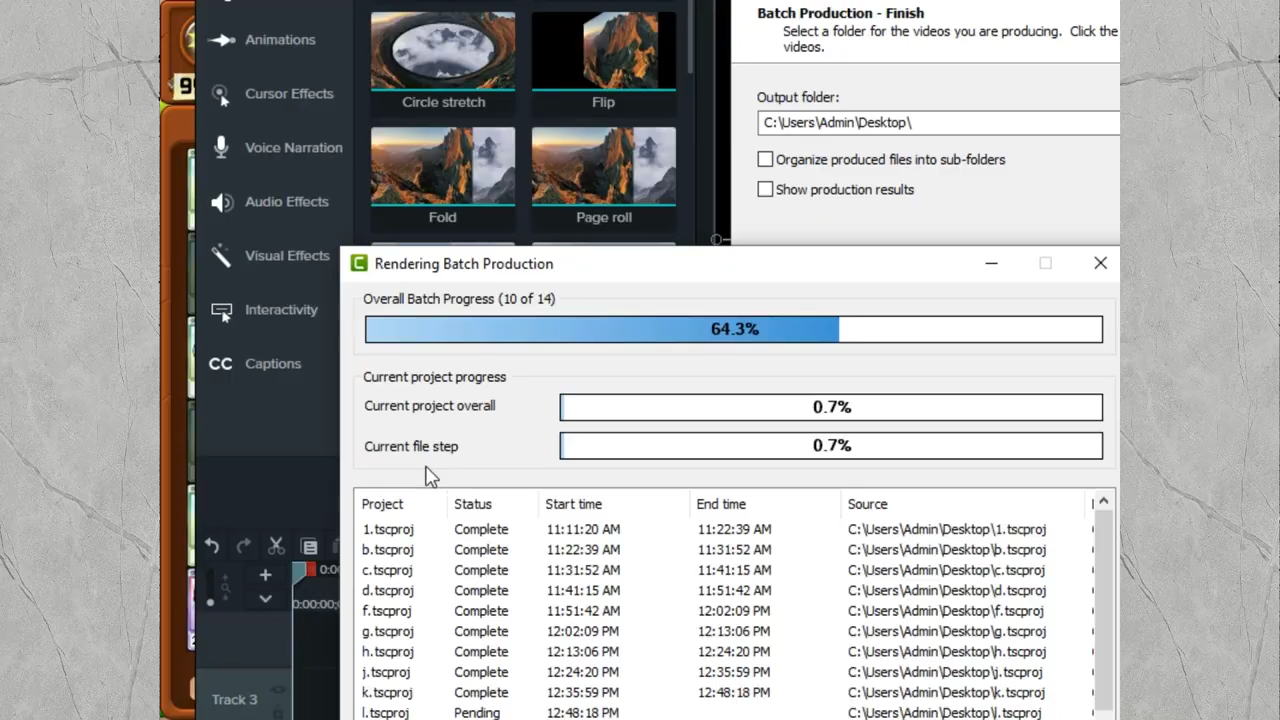 Batch Production - Finish
Select a folder for the videos you are producing. Click the
videos.
Animations
Cursor Effects
Circle stretch
Flip
Output folder:
C:\Users\Admin\Desktop\
Voice Narration
Organize produced files into sub-folders
Show production results
Audio Effects
Fold
Page roll
Visual Effects
Rendering Batch Production
Overall Batch Progress (10 of 14)
Interactivity
64.3%
CC Captions
Current project progress
Current project overall
0.7%
Current file step
0.7%
Project Status Start time End time Source
1.tscproj Complete 11:11:20 AM 11:22:39 AM C:\Users\Admin\Desktop\1.tscproj
b.tscproj Complete 11:22:39 AM 11:31:52 AM C:\Users\Admin\Desktop\b.tscproj
c.tscproj Complete 11:31:52 AM 11:41:15 AM C:\Users\Admin\Desktop\c.tscproj
d.tscproj Complete 11:41:15 AM 11:51:42 AM C:\Users\Admin\Desktop\d.tscproj
f.tscproj Complete 11:51:42 AM 12:02:09 PM C:\Users\Admin\Desktop\f.tscproj
g.tscproj Complete 12:02:09 PM 12:13:06 PM C:\Users\Admin\Desktop\g.tscproj
h.tscproj Complete 12:13:06 PM 12:24:20 PM C:\Users\Admin\Desktop\h.tscproj
j.tscproj Complete 12:24:20 PM 12:35:59 PM C:\Users\Admin\Desktop\j.tscproj
k.tscproj Complete 12:35:59 PM 12:48:18 PM C:\Users\Admin\Desktop\k.tscproj
l.tscproj Pending 12:48:18 PM C:\Users\Admin\Desktop\l.tscproj
0:00:00;
Track 3